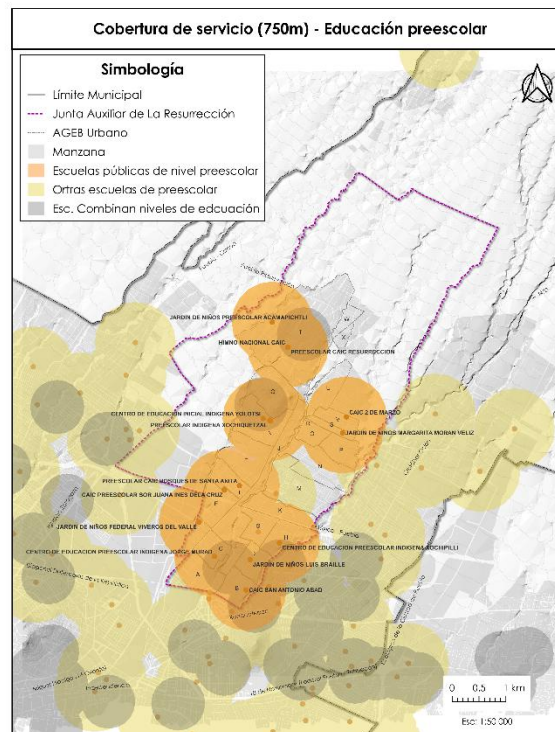 Cobertura de servicio (750m) - Educación preescolar
Simbología
Límite Municipal
Junta Auxiliar de La Resurrección
AGEB Urbano
Manzana
Escuelas públicas de nivel preescolar
Ortras escuelas de preescolar
Esc. Combinan niveles de edcuación
JARDIN DE NIÑOS PREESCOLAR ACAMAPICHTLI
HIMNO NACIONAL CAIC
PREESCOLAR CAIC RESURRECCION
CENTRO DE EDUCACIÓN INICIAL INDIGENA YOLOTSI
PREESCOLAR INDIGENA XOCHIQUETZAL
CAIC 2 DE MARZO
JARDIN DE NIÑOS MARGARITA MORAN VELIZ
PREESCOLAR CAIC BOSQUES DE SANTA ANITA
CAIC PREESCOLAR SOR JUANA INES DE LA CRUZ
JARDIN DE NIÑOS FEDERAL VIVEROS DEL VALLE
CENTRO DE EDUCACION PREESCOLAR INDIGENA JORGE MURAD
CENTRO DE EDUCACIÓN PREESCOLAR INDIGENA XOCHIPILLI
JARDIN DE NIÑOS LUIS BRAILLE
CAIC SAN ANTONIO ABAD
0 0.5 1 km
Esc: 1:50 000